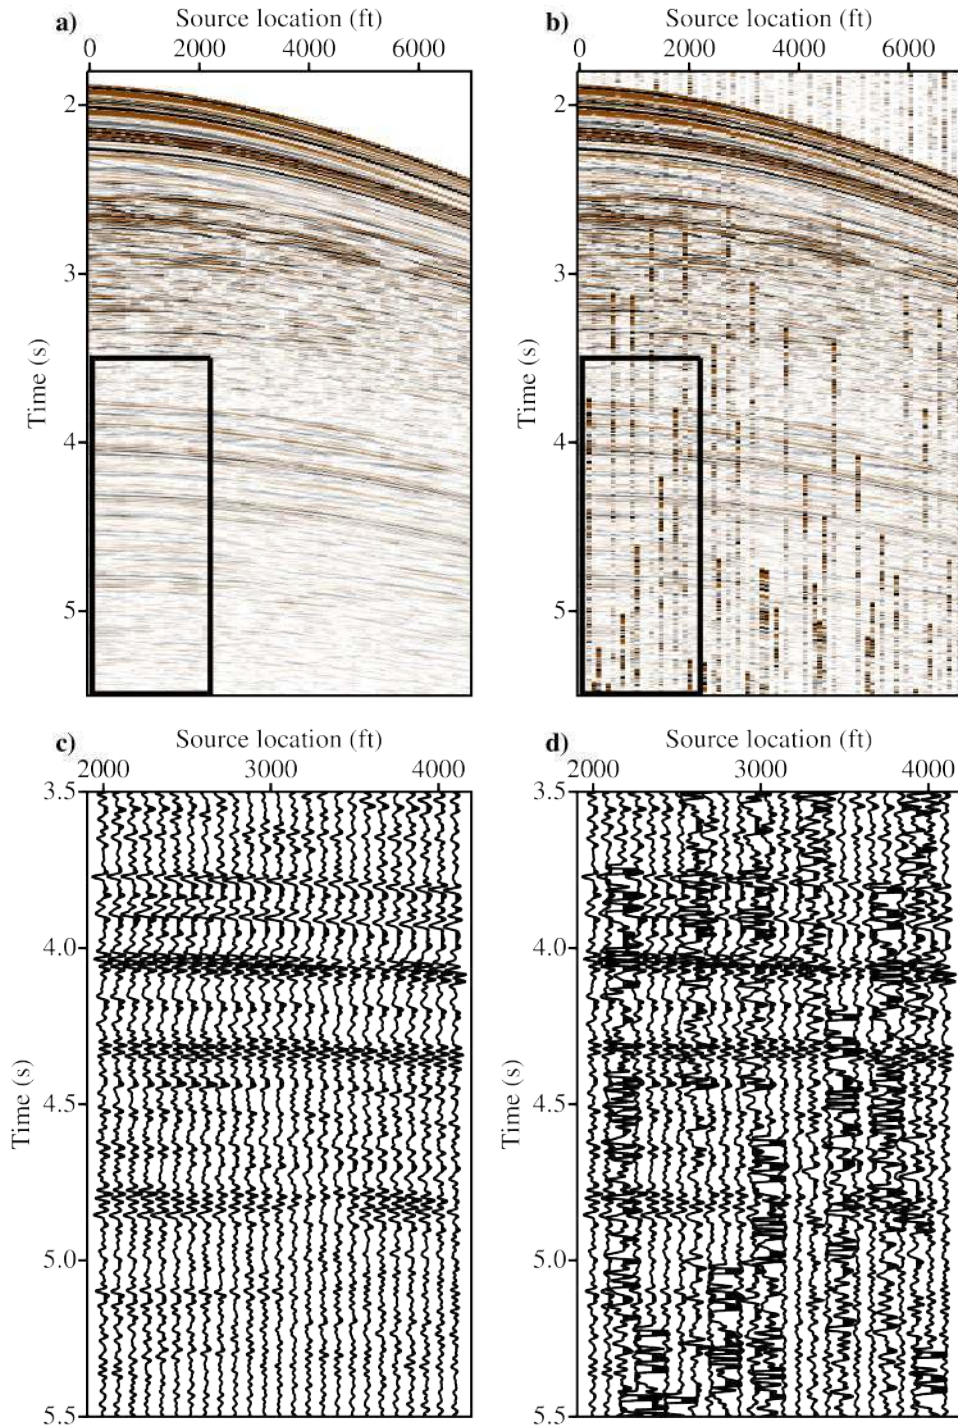 a) Source location (ft)
0 2000 4000 6000
Time (s)
2
3
4
5
b) Source location (ft)
0 2000 4000 6000
Time (s)
2
3
4
5
c) Source location (ft)
2000 3000 4000
Time (s)
3.5
4.0
4.5
5.0
5.5
d) Source location (ft)
2000 3000 4000
Time (s)
3.5
4.0
4.5
5.0
5.5